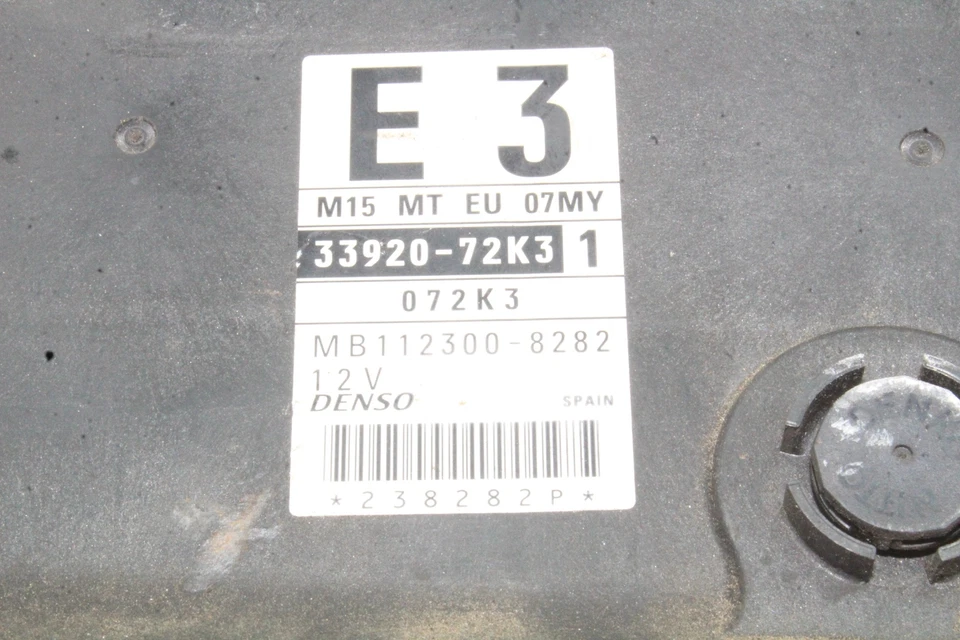 E 3
M15 MT EU 07MY
33920-72K3 1
072K3
MB112300-8282
12V
DENSO SPAIN
*238282P*